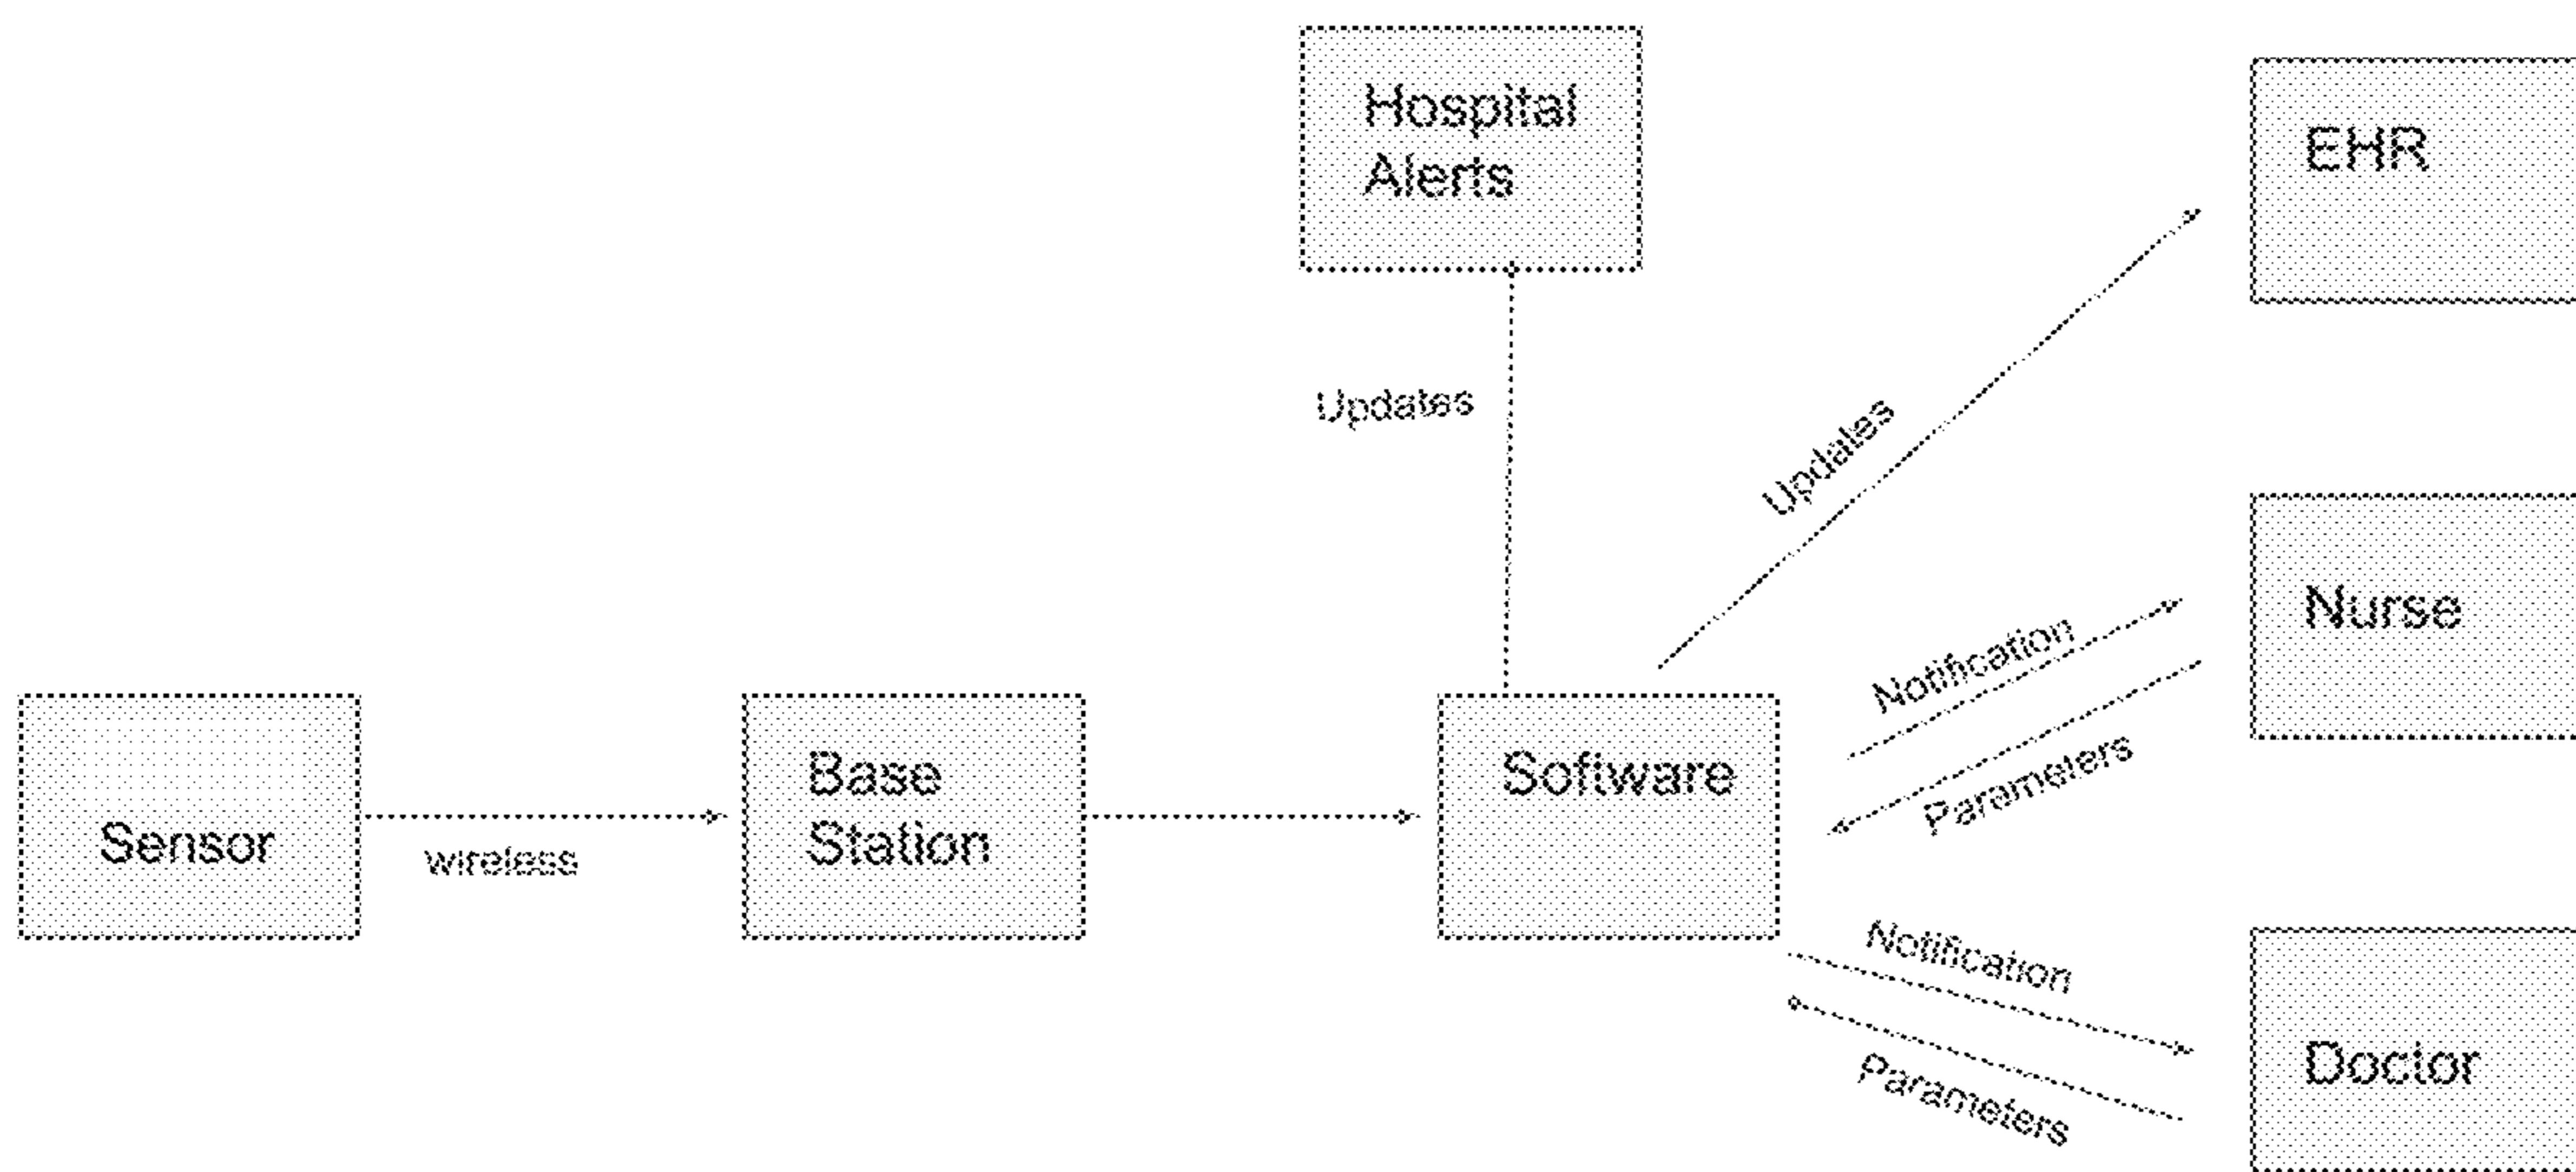 Hospital
Alerts
EHR
Updates
Updates
Nurse
Notification
Parameters
Sensor
wireless
Base
Station
Software
Notification
Parameters
Doctor